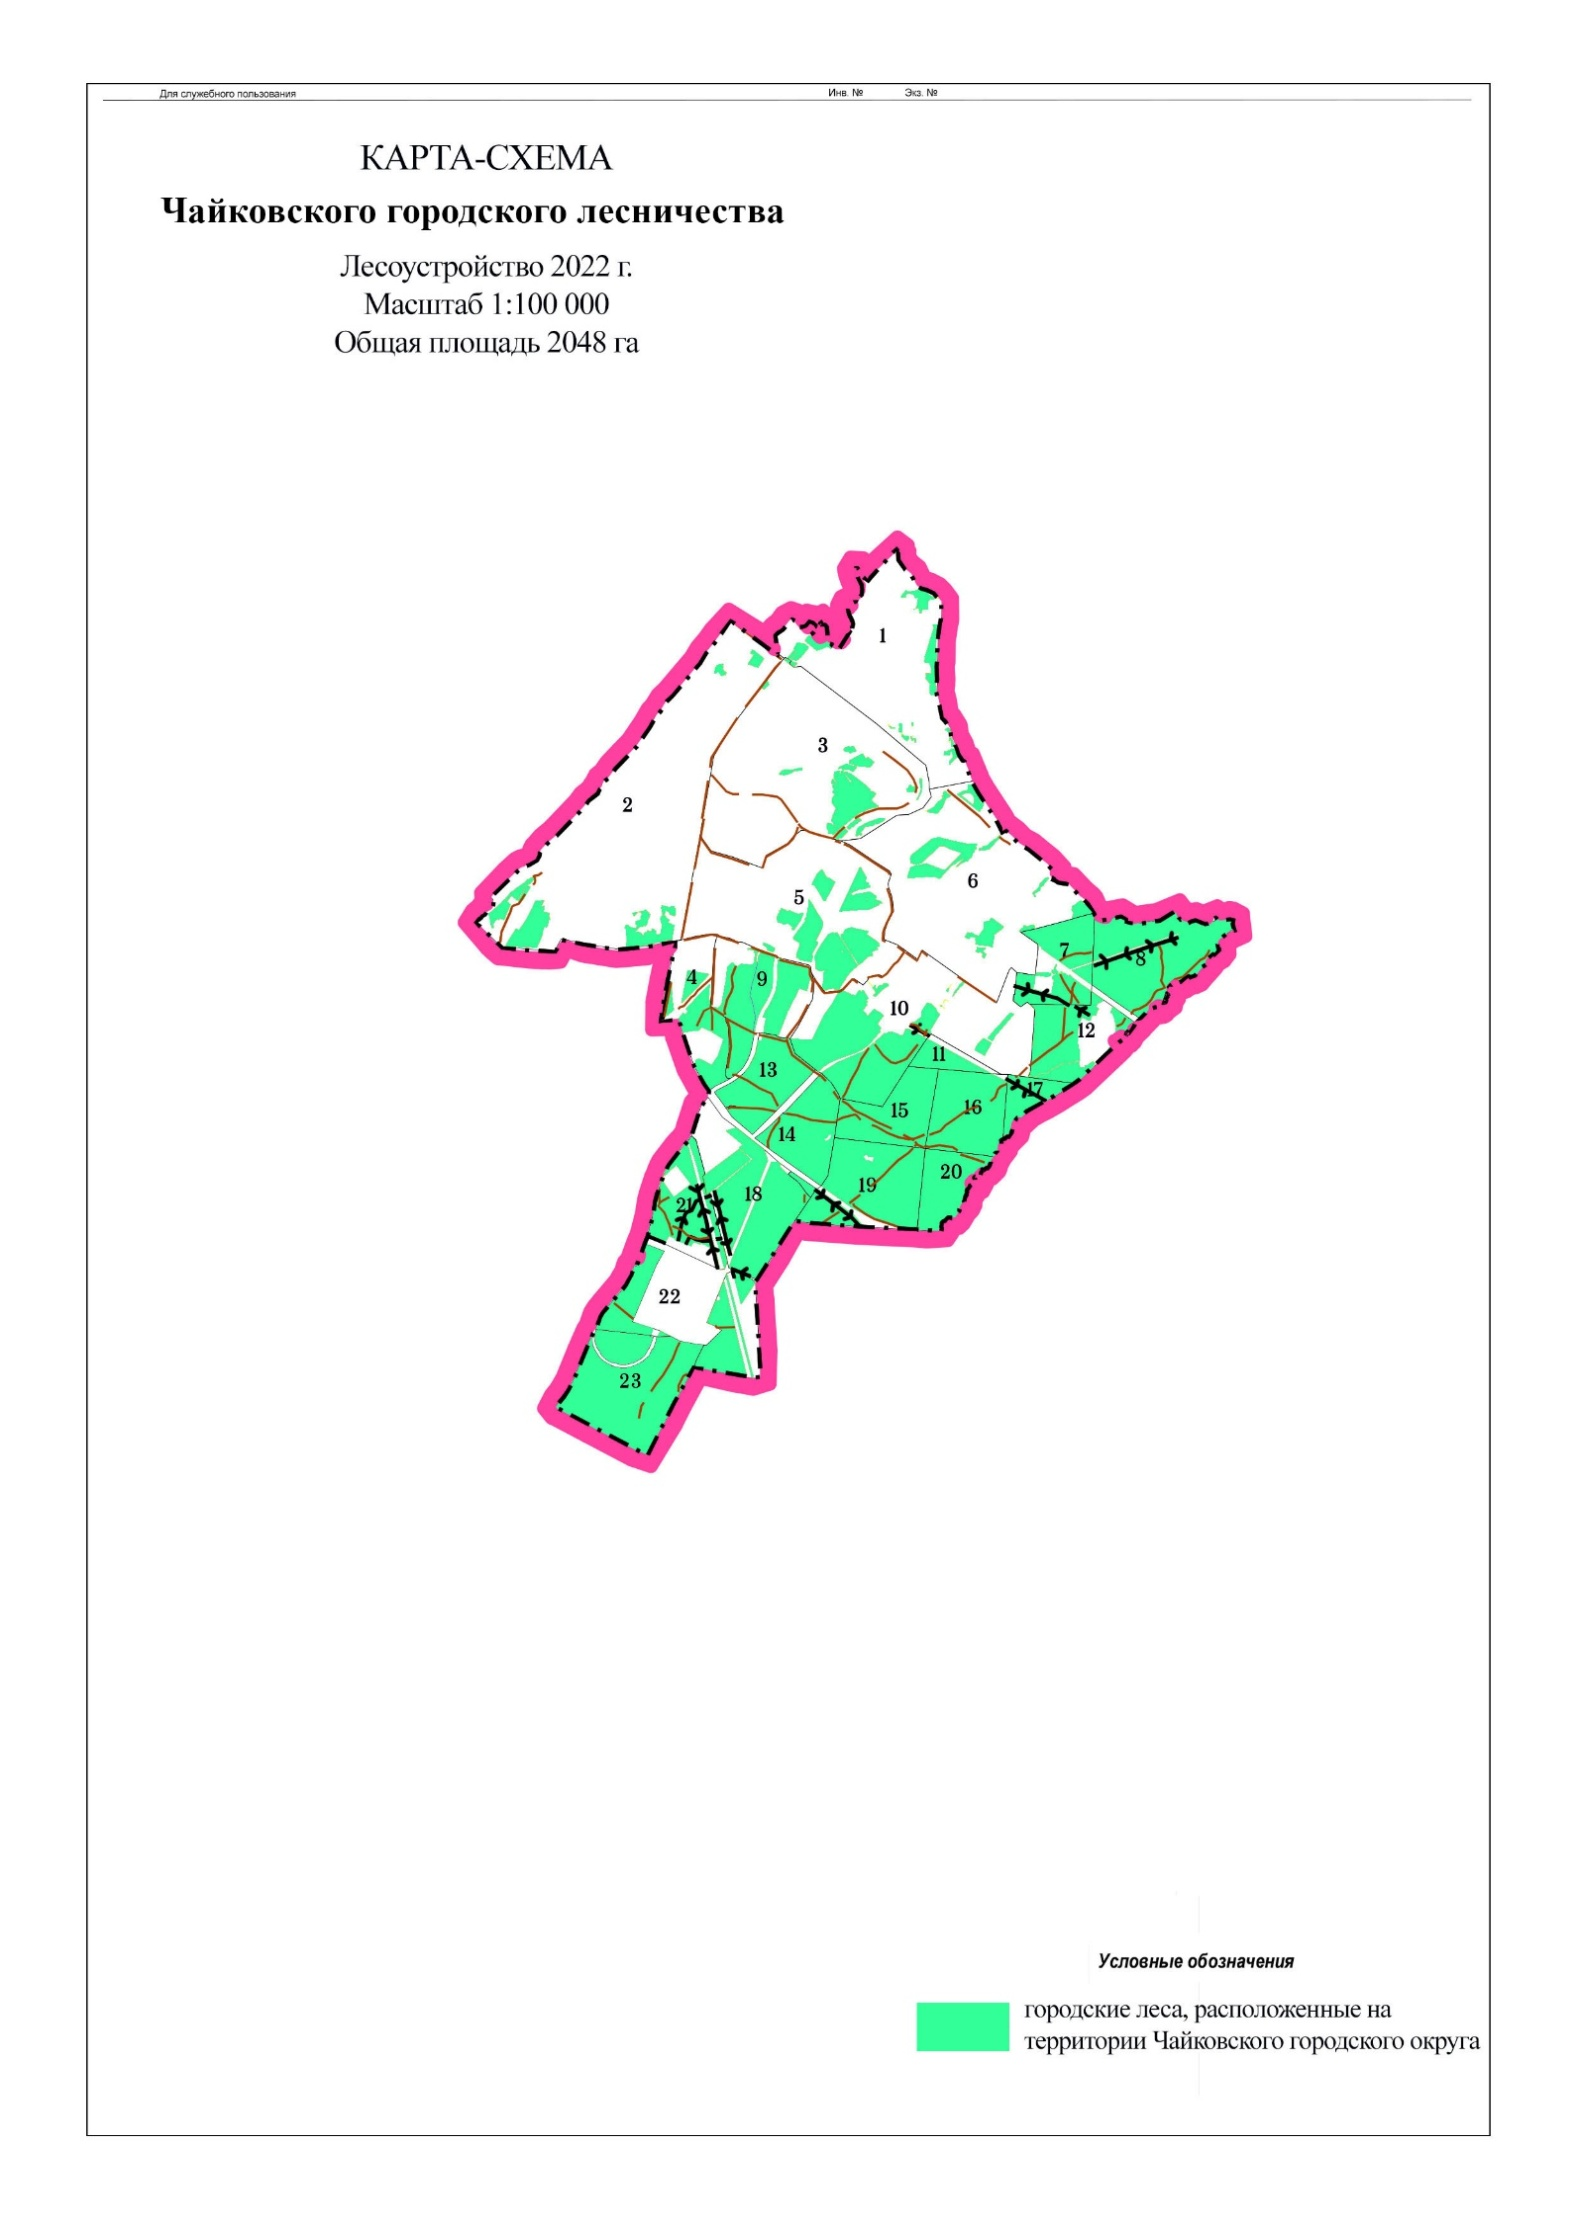 Для служебного пользования Инв. № Экз. №
КАРТА-СХЕМА
Чайковского городского лесничества
Лесоустройство 2022 г.
Масштаб 1:100 000
Общая площадь 2048 га
1
3
2
6
5
7
8
4
9
10
12
11
13
17
16
15
14
20
19
18
21
22
23
Условные обозначения
городские леса, расположенные на
территории Чайковского городского округа